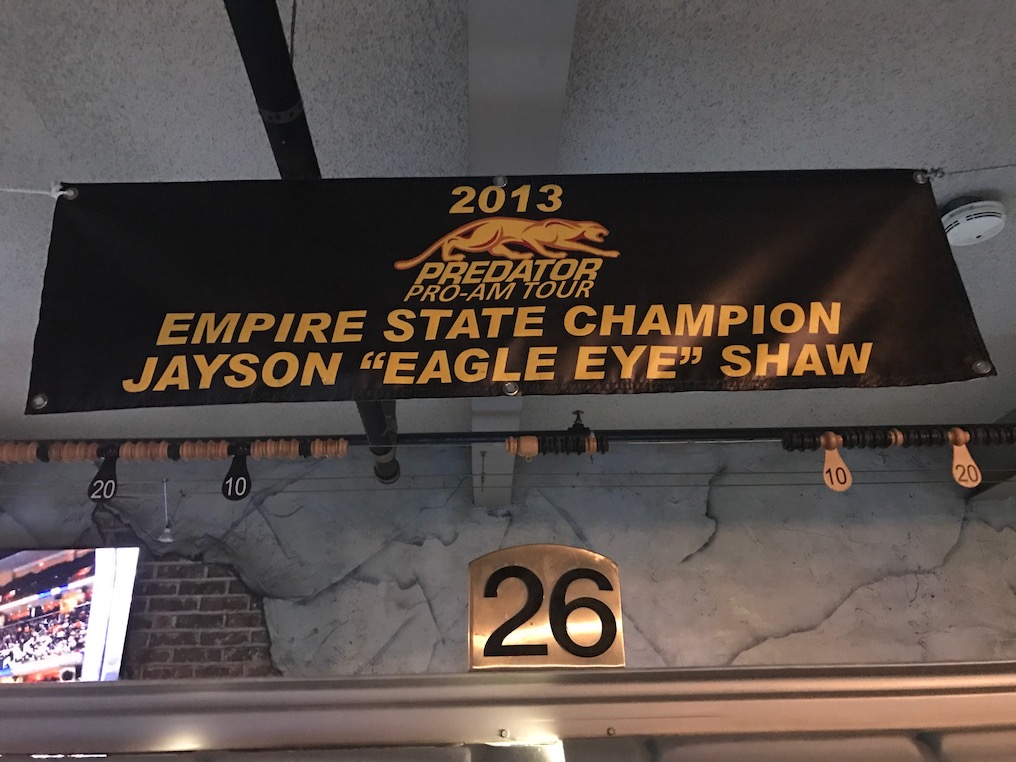 2013
PREDATOR
PRO-AM TOUR
EMPIRE STATE CHAMPION
JAYSON “EAGLE EYE” SHAW
20
10
10
20
26